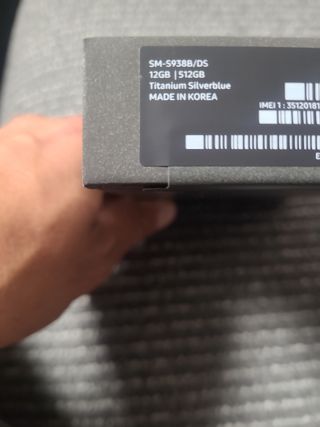 SM-S938B/DS
12GB | 512GB
Titanium Silverblue
MADE IN KOREA
IMEI 1 : 35120181